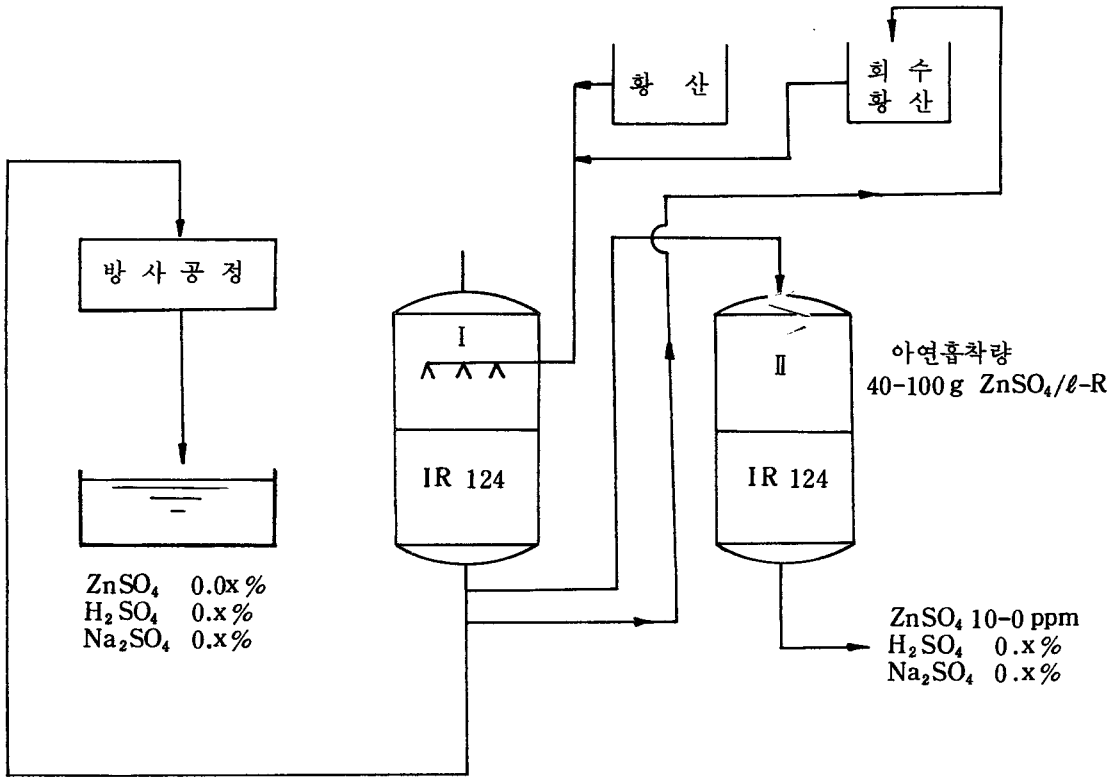 황 산
회 수
황 산
방 사 공 정
I
IR 124
II
IR 124
아연흡착량
40-100 g ZnSO₄/ℓ-R
ZnSO₄ 0.0x %
H₂SO₄ 0.x %
Na₂SO₄ 0.x %
ZnSO₄ 10-0 ppm
H₂SO₄ 0.x %
Na₂SO₄ 0.x %